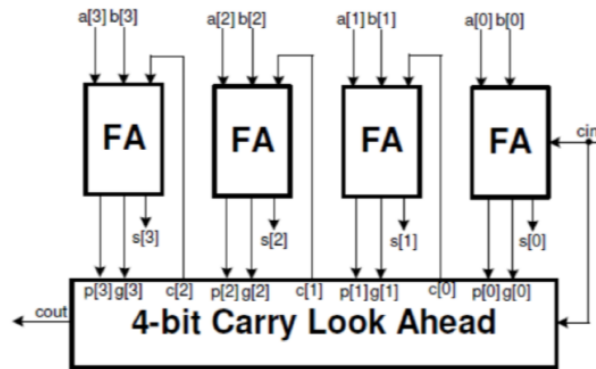 a[3]b[3] a[2]b[2] a[1]b[1] a[0]b[0]
FA FA FA FA cin
s[3] s[2] s[1] s[0]
p[3]g[3] c[2] p[2]g[2] c[1] p[1]g[1] c[0] p[0]g[0]
cout
4-bit Carry Look Ahead